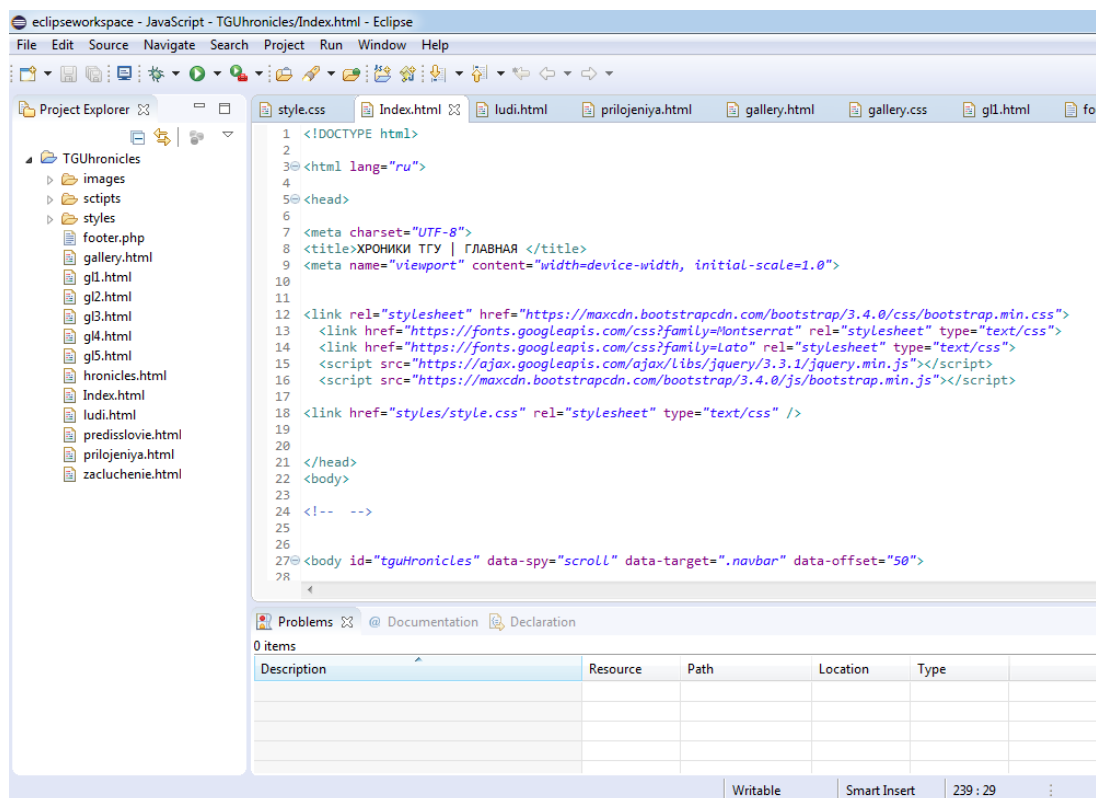 eclipseworkspace - JavaScript - TGUhronicles/Index.html - Eclipse
File Edit Source Navigate Search Project Run Window Help
Project Explorer
TGUhronicles
images
sctipts
styles
footer.php
gallery.html
gl1.html
gl2.html
gl3.html
gl4.html
gl5.html
hronicles.html
Index.html
ludi.html
predisslovie.html
prilojeniya.html
zacluchenie.html
style.css Index.html ludi.html prilojeniya.html gallery.html gallery.css gl1.html fo
1 <!DOCTYPE html>
2
3 <html lang="ru">
4
5 <head>
6
7 <meta charset="UTF-8">
8 <title>ХРОНИКИ ТГУ | ГЛАВНАЯ </title>
9 <meta name="viewport" content="width=device-width, initial-scale=1.0">
10
11
12 <link rel="stylesheet" href="https://maxcdn.bootstrapcdn.com/bootstrap/3.4.0/css/bootstrap.min.css">
13 <link href="https://fonts.googleapis.com/css?family=Montserrat" rel="stylesheet" type="text/css">
14 <link href="https://fonts.googleapis.com/css?family=Lato" rel="stylesheet" type="text/css">
15 <script src="https://ajax.googleapis.com/ajax/libs/jquery/3.3.1/jquery.min.js"></script>
16 <script src="https://maxcdn.bootstrapcdn.com/bootstrap/3.4.0/js/bootstrap.min.js"></script>
17
18 <link href="styles/style.css" rel="stylesheet" type="text/css" />
19
20
21 </head>
22 <body>
23
24 <!-- -->
25
26
27 <body id="tguHronicles" data-spy="scroll" data-target=".navbar" data-offset="50">
28
Problems @ Documentation Declaration
0 items
Description Resource Path Location Type
Writable Smart Insert 239 : 29